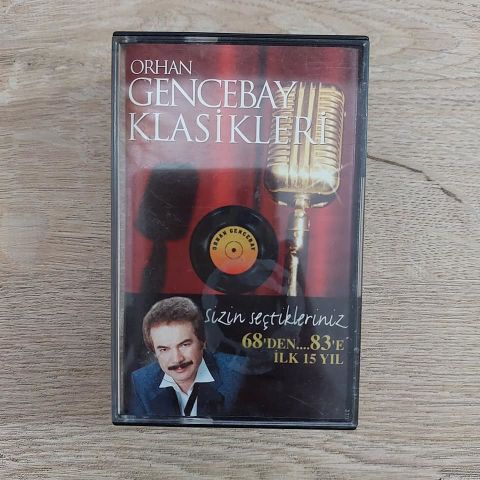 ORHAN
GENCEBAY
KLASİKLERİ
ORHAN GENCEBAY
sizin seçtikleriniz
68'DEN....83'E
İLK 15 YIL